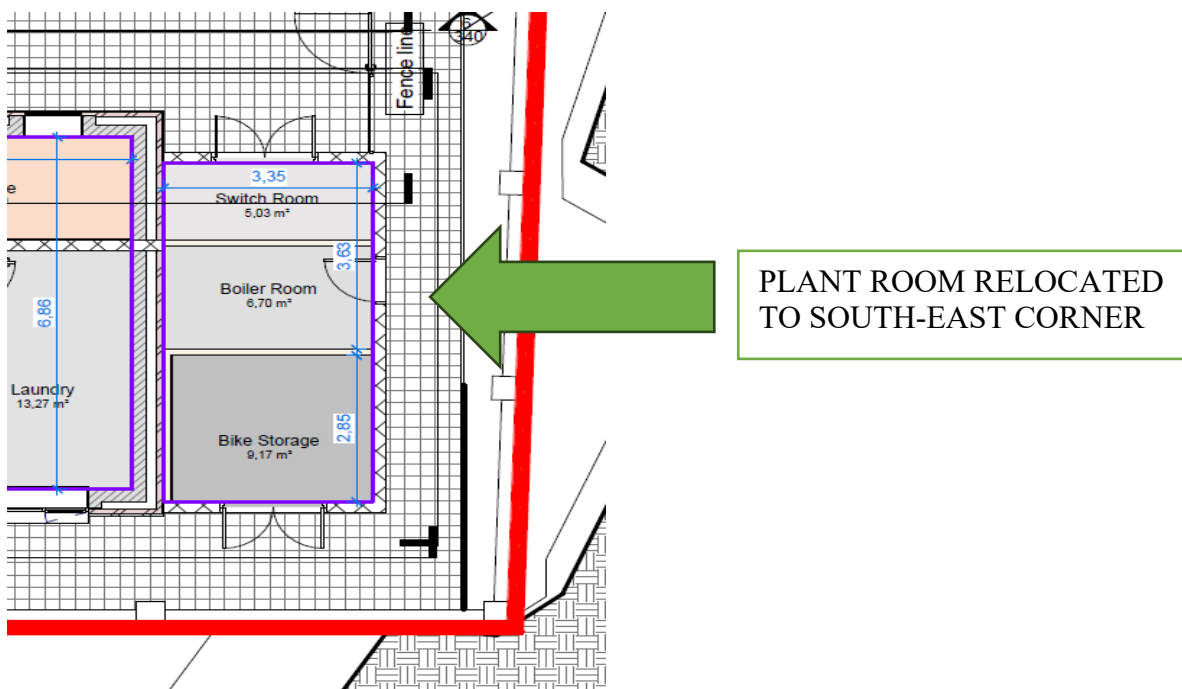 6
340
Fence line
3,35
Switch Room
5,03 m²
e
3,63
Boiler Room
6,70 m²
6,86
Laundry
13,27 m²
2,85
Bike Storage
9,17 m²
PLANT ROOM RELOCATED
TO SOUTH-EAST CORNER